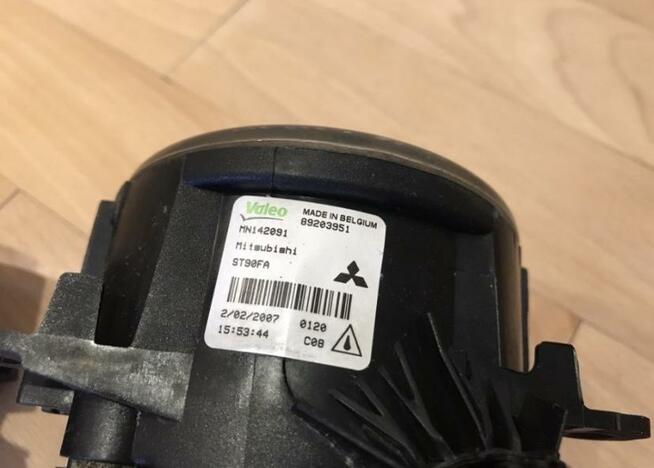 Valeo MADE IN BELGIUM
MN142091 89203951
Mitsubishi
ST90FA
2/02/2007 0120
15:53:44 C08